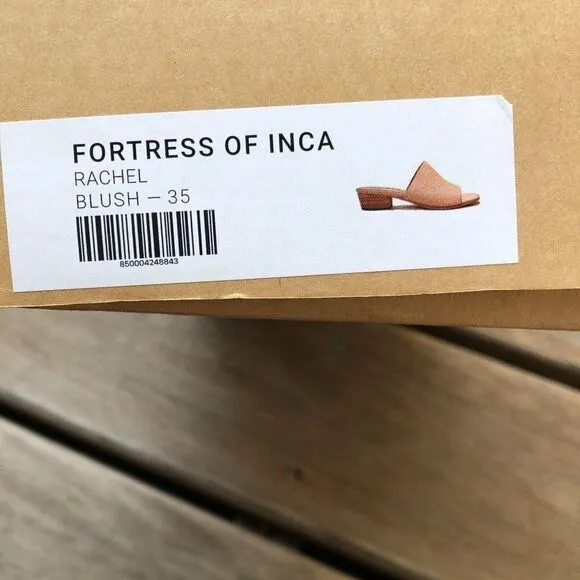 FORTRESS OF INCA
RACHEL
BLUSH – 35
850004248843